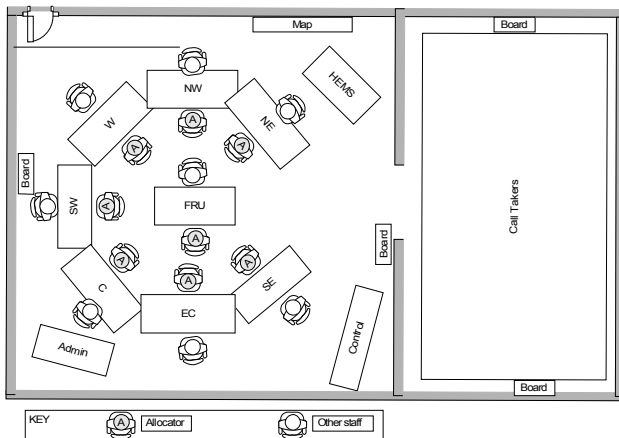 Map
Board
NW
HEMS
W
NE
A
A
A
Board
SW
A
FRU
Call Takers
A
Board
A
A
A
C
SE
EC
Control
Admin
Board
KEY
A
Allocator
Other staff